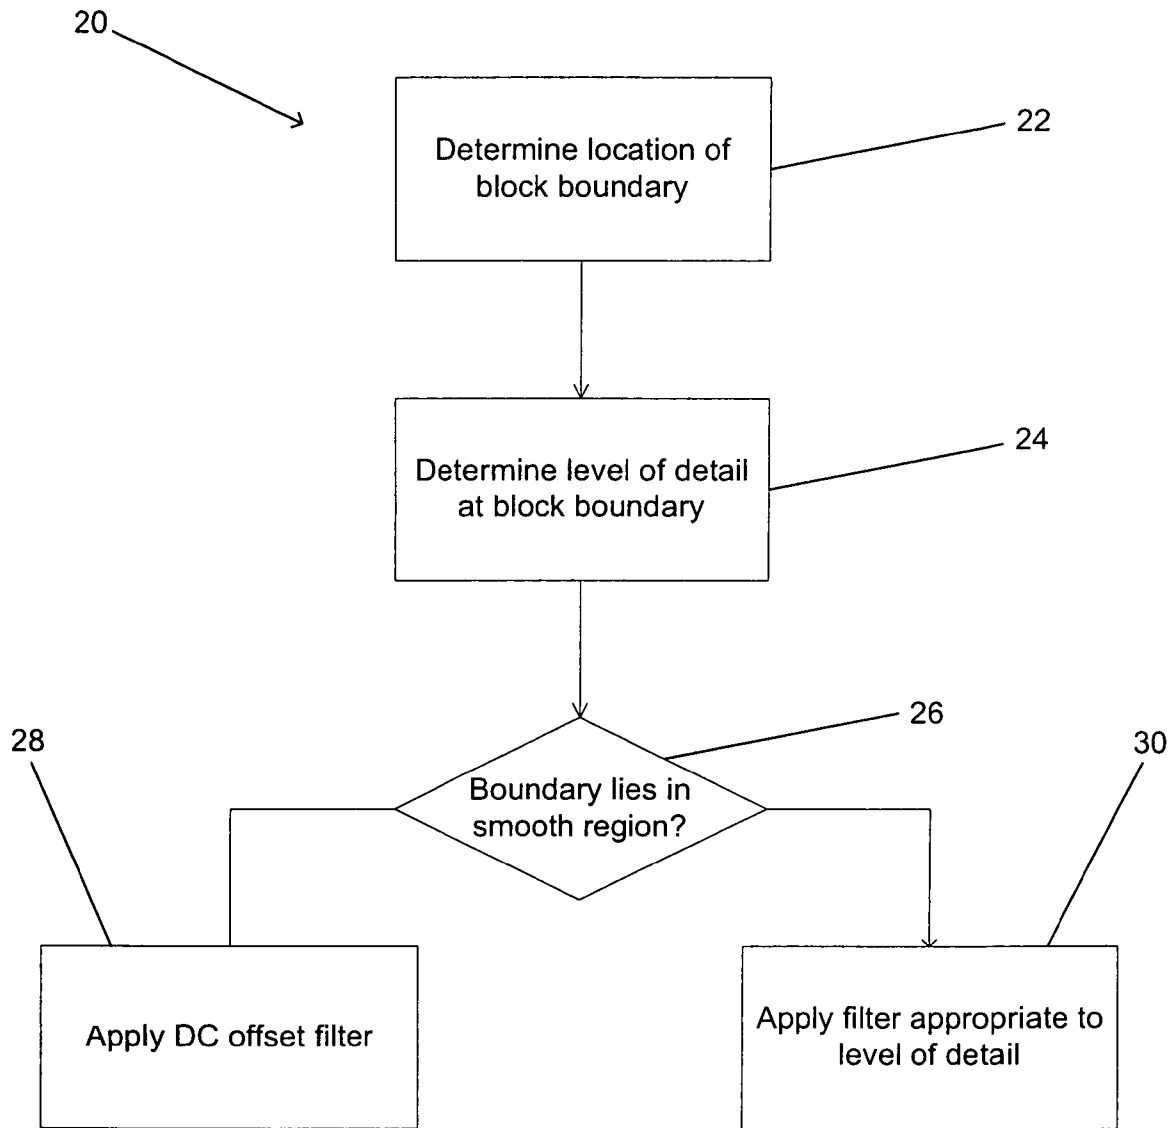 20
22
Determine location of
block boundary
24
Determine level of detail
at block boundary
26
28
30
Boundary lies in
smooth region?
Apply DC offset filter
Apply filter appropriate to
level of detail